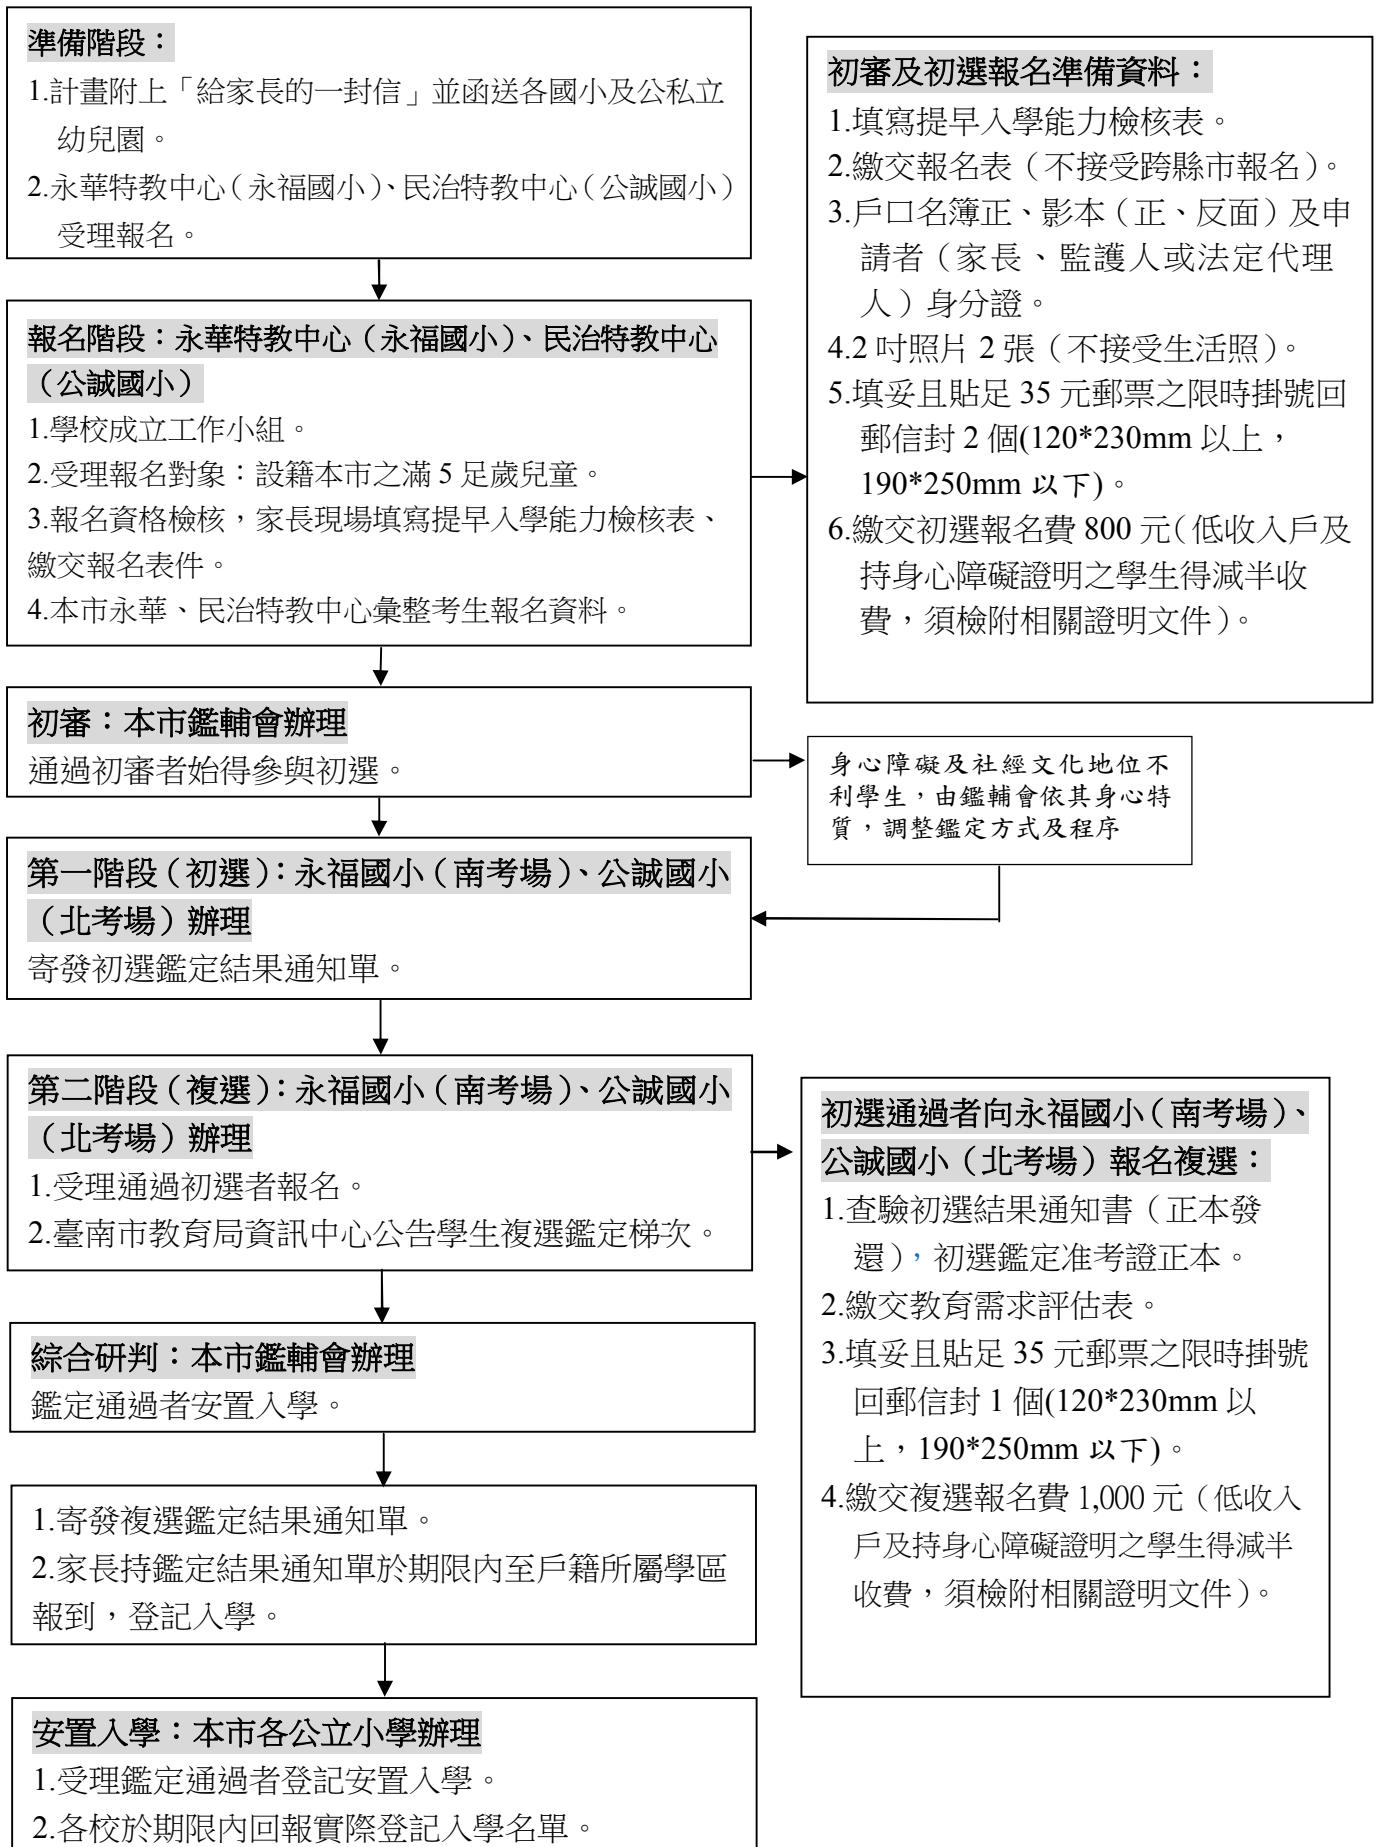 準備階段：
1.計畫附上「給家長的一封信」並函送各國小及公私立
幼兒園。
2.永華特教中心（永福國小）、民治特教中心（公誠國小）
受理報名。
初審及初選報名準備資料：
1.填寫提早入學能力檢核表。
2.繳交報名表（不接受跨縣市報名）。
3.戶口名簿正、影本（正、反面）及申
請者（家長、監護人或法定代理
人）身分證。
4.2 吋照片 2 張（不接受生活照）。
5.填妥且貼足 35 元郵票之限時掛號回
郵信封 2 個(120*230mm 以上，
190*250mm 以下)。
6.繳交初選報名費 800 元（低收入戶及
持身心障礙證明之學生得減半收
費，須檢附相關證明文件）。
報名階段：永華特教中心（永福國小）、民治特教中心
（公誠國小）
1.學校成立工作小組。
2.受理報名對象：設籍本市之滿 5 足歲兒童。
3.報名資格檢核，家長現場填寫提早入學能力檢核表、
繳交報名表件。
4.本市永華、民治特教中心彙整考生報名資料。
初審：本市鑑輔會辦理
通過初審者始得參與初選。
身心障礙及社經文化地位不
利學生，由鑑輔會依其身心特
質，調整鑑定方式及程序
第一階段（初選）：永福國小（南考場）、公誠國小
（北考場）辦理
寄發初選鑑定結果通知單。
第二階段（複選）：永福國小（南考場）、公誠國小
（北考場）辦理
1.受理通過初選者報名。
2.臺南市教育局資訊中心公告學生複選鑑定梯次。
初選通過者向永福國小（南考場）、
公誠國小（北考場）報名複選：
1.查驗初選結果通知書（正本發
還），初選鑑定准考證正本。
2.繳交教育需求評估表。
3.填妥且貼足 35 元郵票之限時掛號
回郵信封 1 個(120*230mm 以
上，190*250mm 以下)。
4.繳交複選報名費 1,000 元（低收入
戶及持身心障礙證明之學生得減半
收費，須檢附相關證明文件）。
綜合研判：本市鑑輔會辦理
鑑定通過者安置入學。
1.寄發複選鑑定結果通知單。
2.家長持鑑定結果通知單於期限內至戶籍所屬學區
報到，登記入學。
安置入學：本市各公立小學辦理
1.受理鑑定通過者登記安置入學。
2.各校於期限內回報實際登記入學名單。